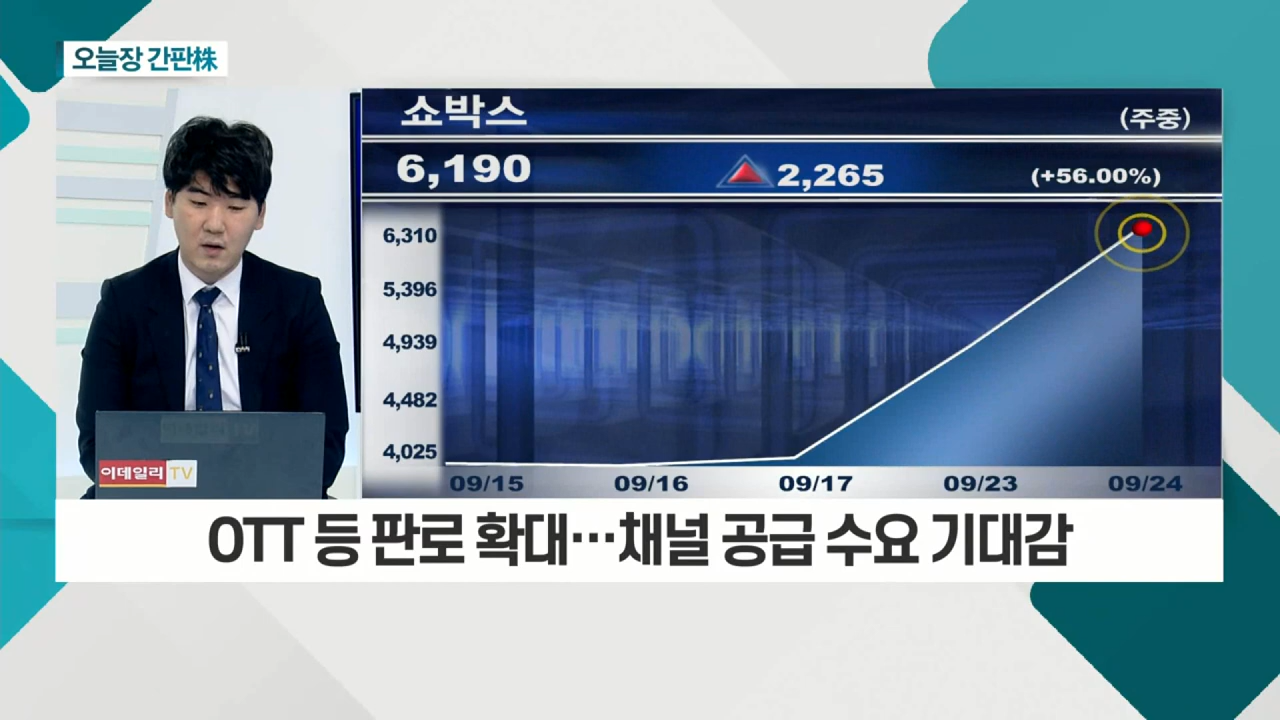 오늘장 간판株
쇼박스
(주중)
6,190
2,265
(+56.00%)
6,310
5,396
4,939
4,482
4,025
09/15 09/16 09/17 09/23 09/24
이데일리 TV
OTT 등 판로 확대…채널 공급 수요 기대감